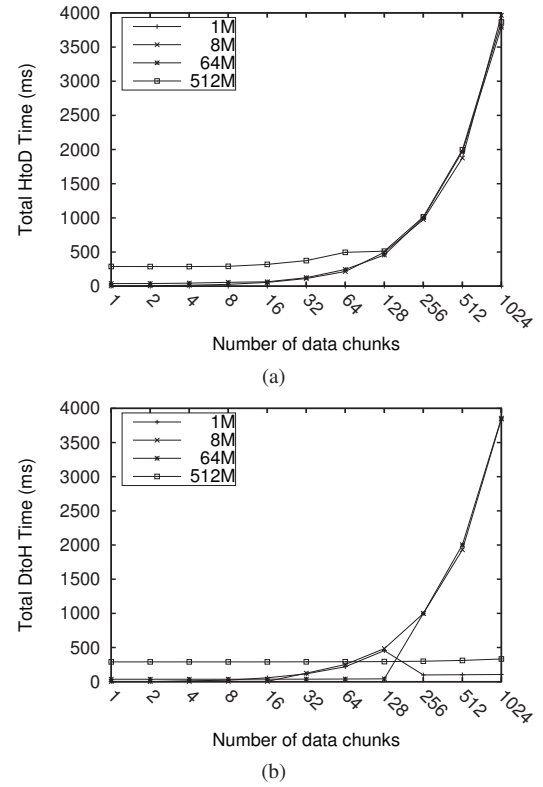 Total HtoD Time (ms)
4000
3500
3000
2500
2000
1500
1000
500
0
1M
8M
64M
512M
1
2
4
8
16
32
64
128
256
512
1024
Number of data chunks
(a)
Total DtoH Time (ms)
4000
3500
3000
2500
2000
1500
1000
500
0
1M
8M
64M
512M
1
2
4
8
16
32
64
128
256
512
1024
Number of data chunks
(b)